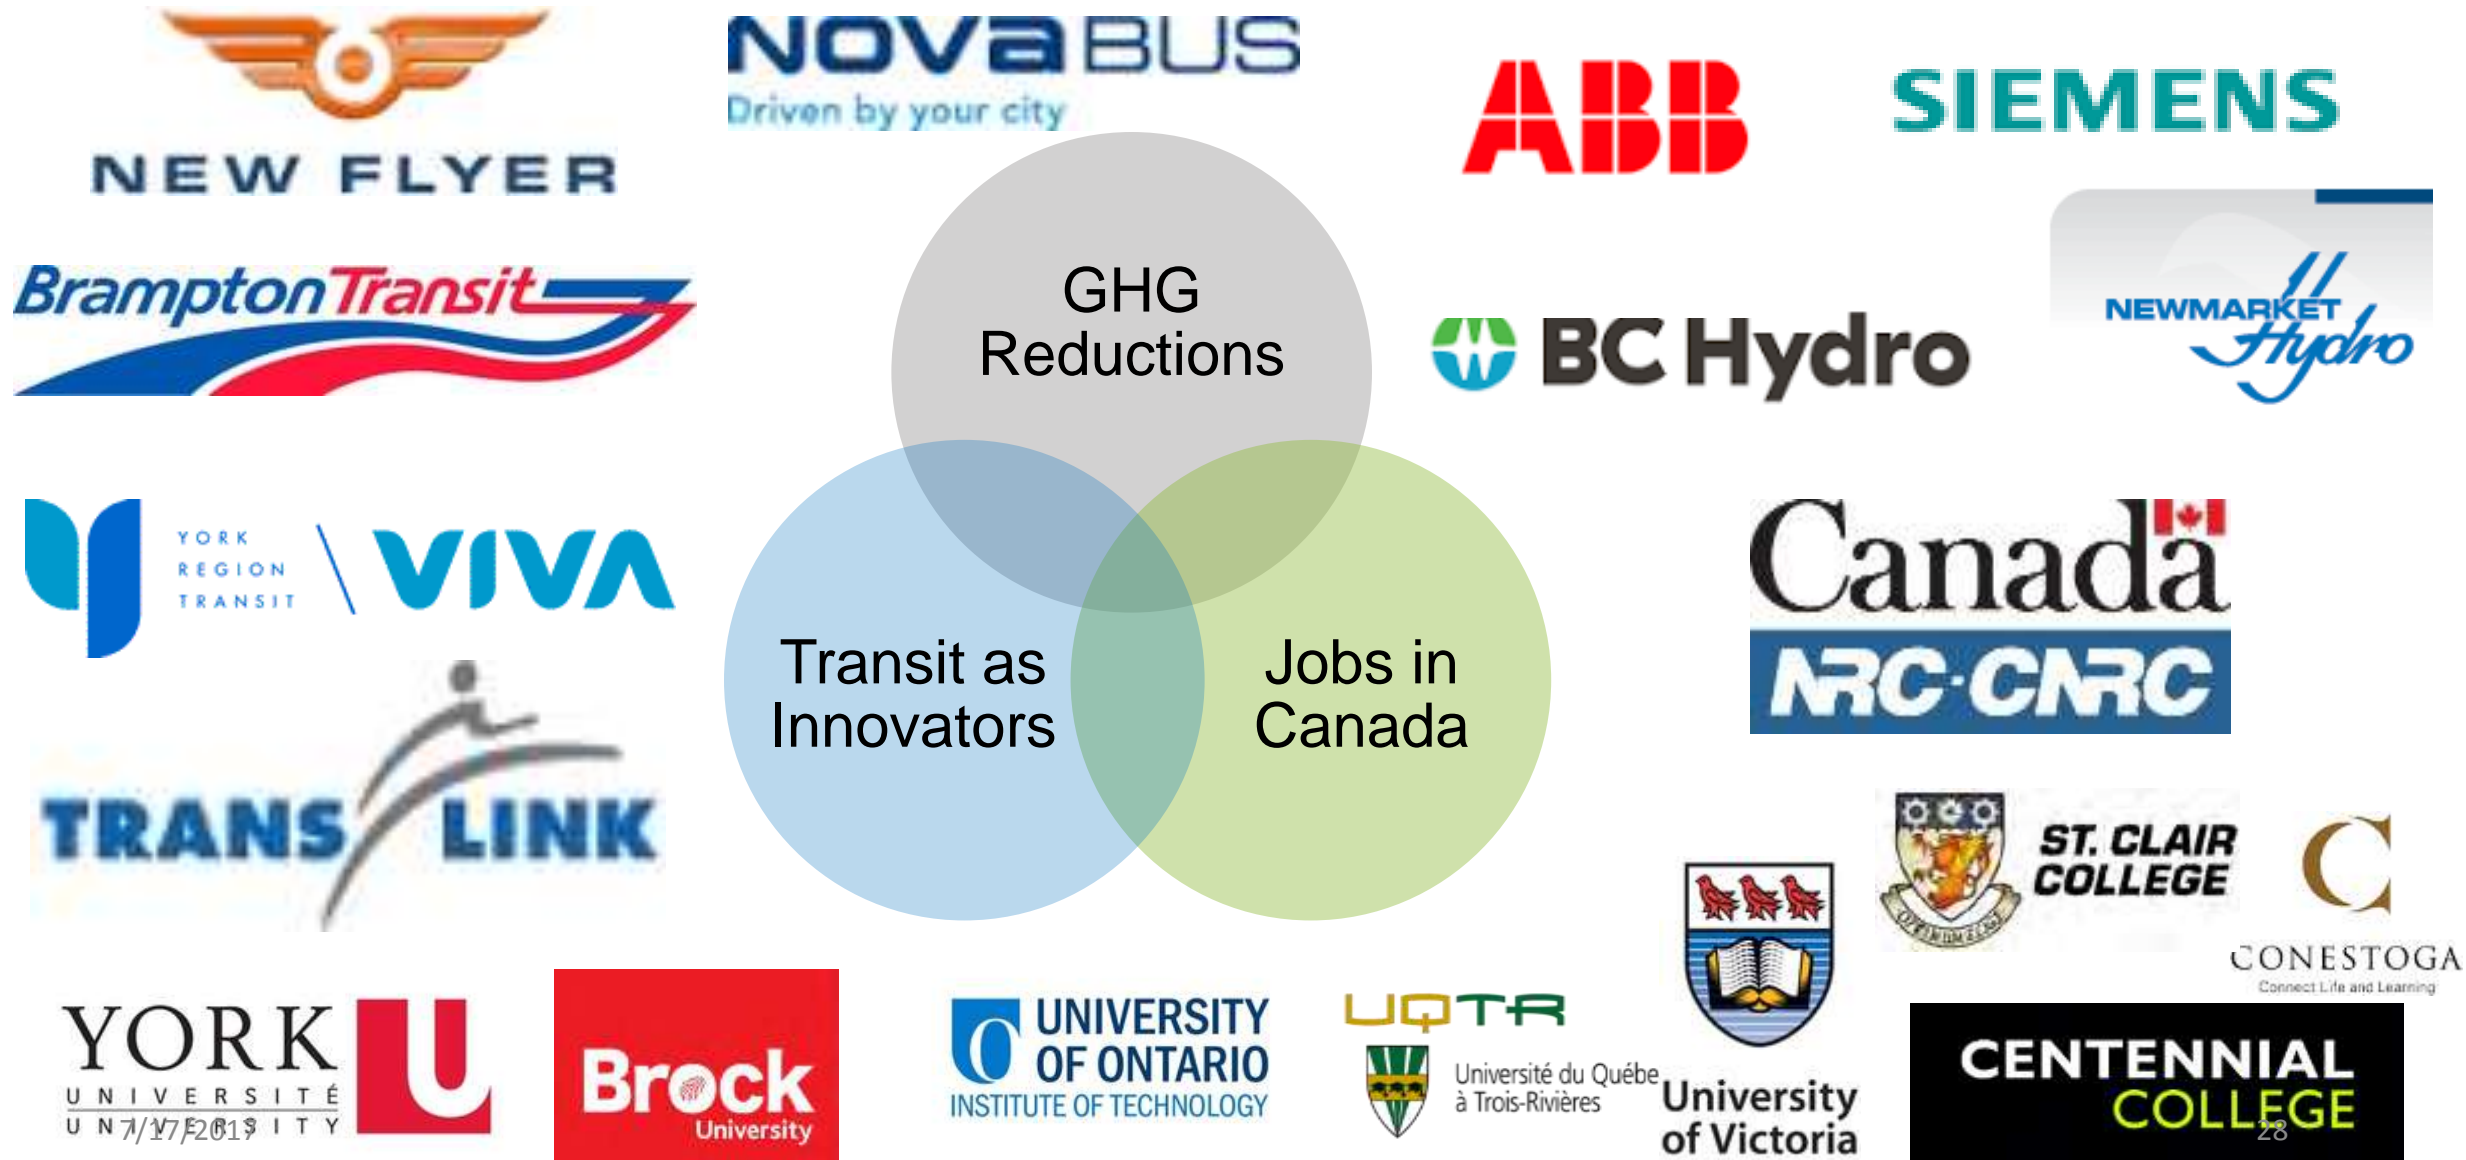 NEW FLYER
NOVABUS
Driven by your city
ABB
SIEMENS
Brampton Transit
GHG
Reductions
BC Hydro
NEWMARKET
Hydro
YORK
REGION
TRANSIT
VIVA
Canada
NRC·CNRC
Transit as
Innovators
Jobs in
Canada
TRANS LINK
ST. CLAIR
COLLEGE
C
CONESTOGA
Connect Life and Learning
YORK U
UNIVERSITÉ
UNIVERSITY
7/17/2017
Brock
University
UNIVERSITY
OF ONTARIO
INSTITUTE OF TECHNOLOGY
UQTR
Université du Québe
à Trois-Rivières
University
of Victoria
CENTENNIAL
COLLEGE
28